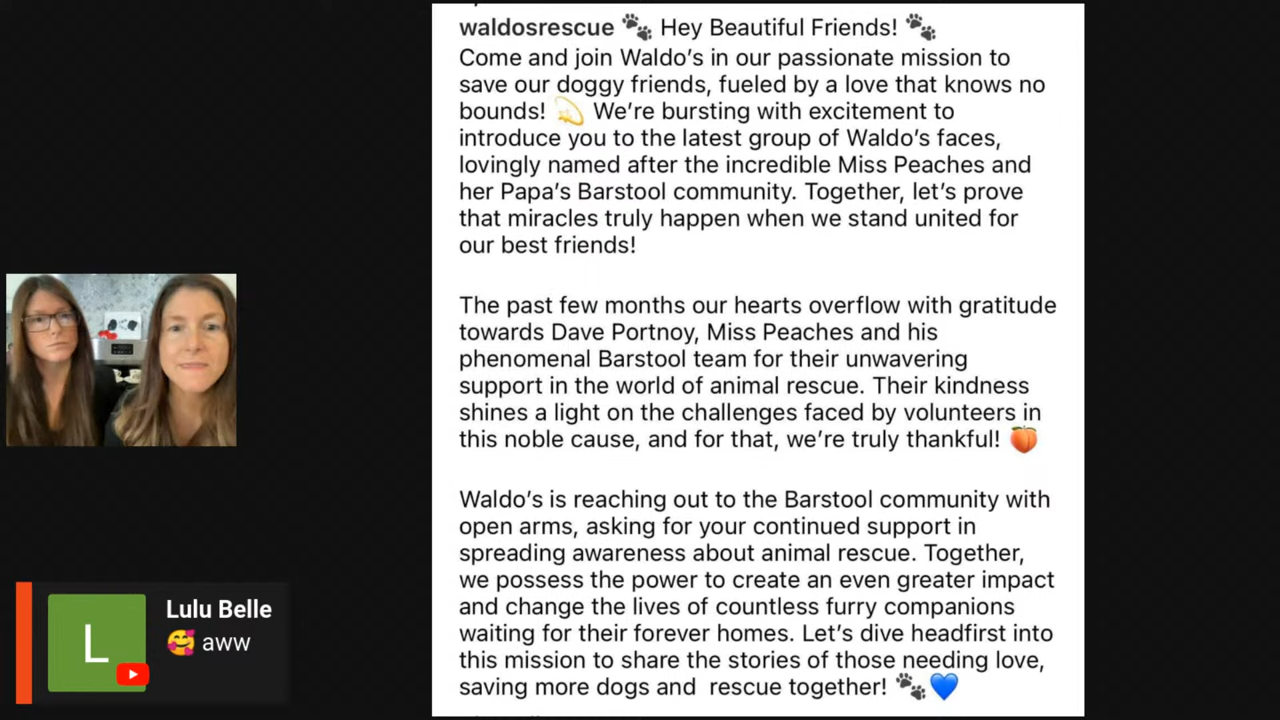 waldosrescue 🐾 Hey Beautiful Friends! 🐾
Come and join Waldo’s in our passionate mission to
save our doggy friends, fueled by a love that knows no
bounds! 💫 We’re bursting with excitement to
introduce you to the latest group of Waldo’s faces,
lovingly named after the incredible Miss Peaches and
her Papa’s Barstool community. Together, let’s prove
that miracles truly happen when we stand united for
our best friends!
The past few months our hearts overflow with gratitude
towards Dave Portnoy, Miss Peaches and his
phenomenal Barstool team for their unwavering
support in the world of animal rescue. Their kindness
shines a light on the challenges faced by volunteers in
this noble cause, and for that, we’re truly thankful! 🍑
Waldo’s is reaching out to the Barstool community with
open arms, asking for your continued support in
spreading awareness about animal rescue. Together,
we possess the power to create an even greater impact
and change the lives of countless furry companions
waiting for their forever homes. Let’s dive headfirst into
this mission to share the stories of those needing love,
saving more dogs and  rescue together! 🐾💙
L
Lulu Belle
🥰 aww